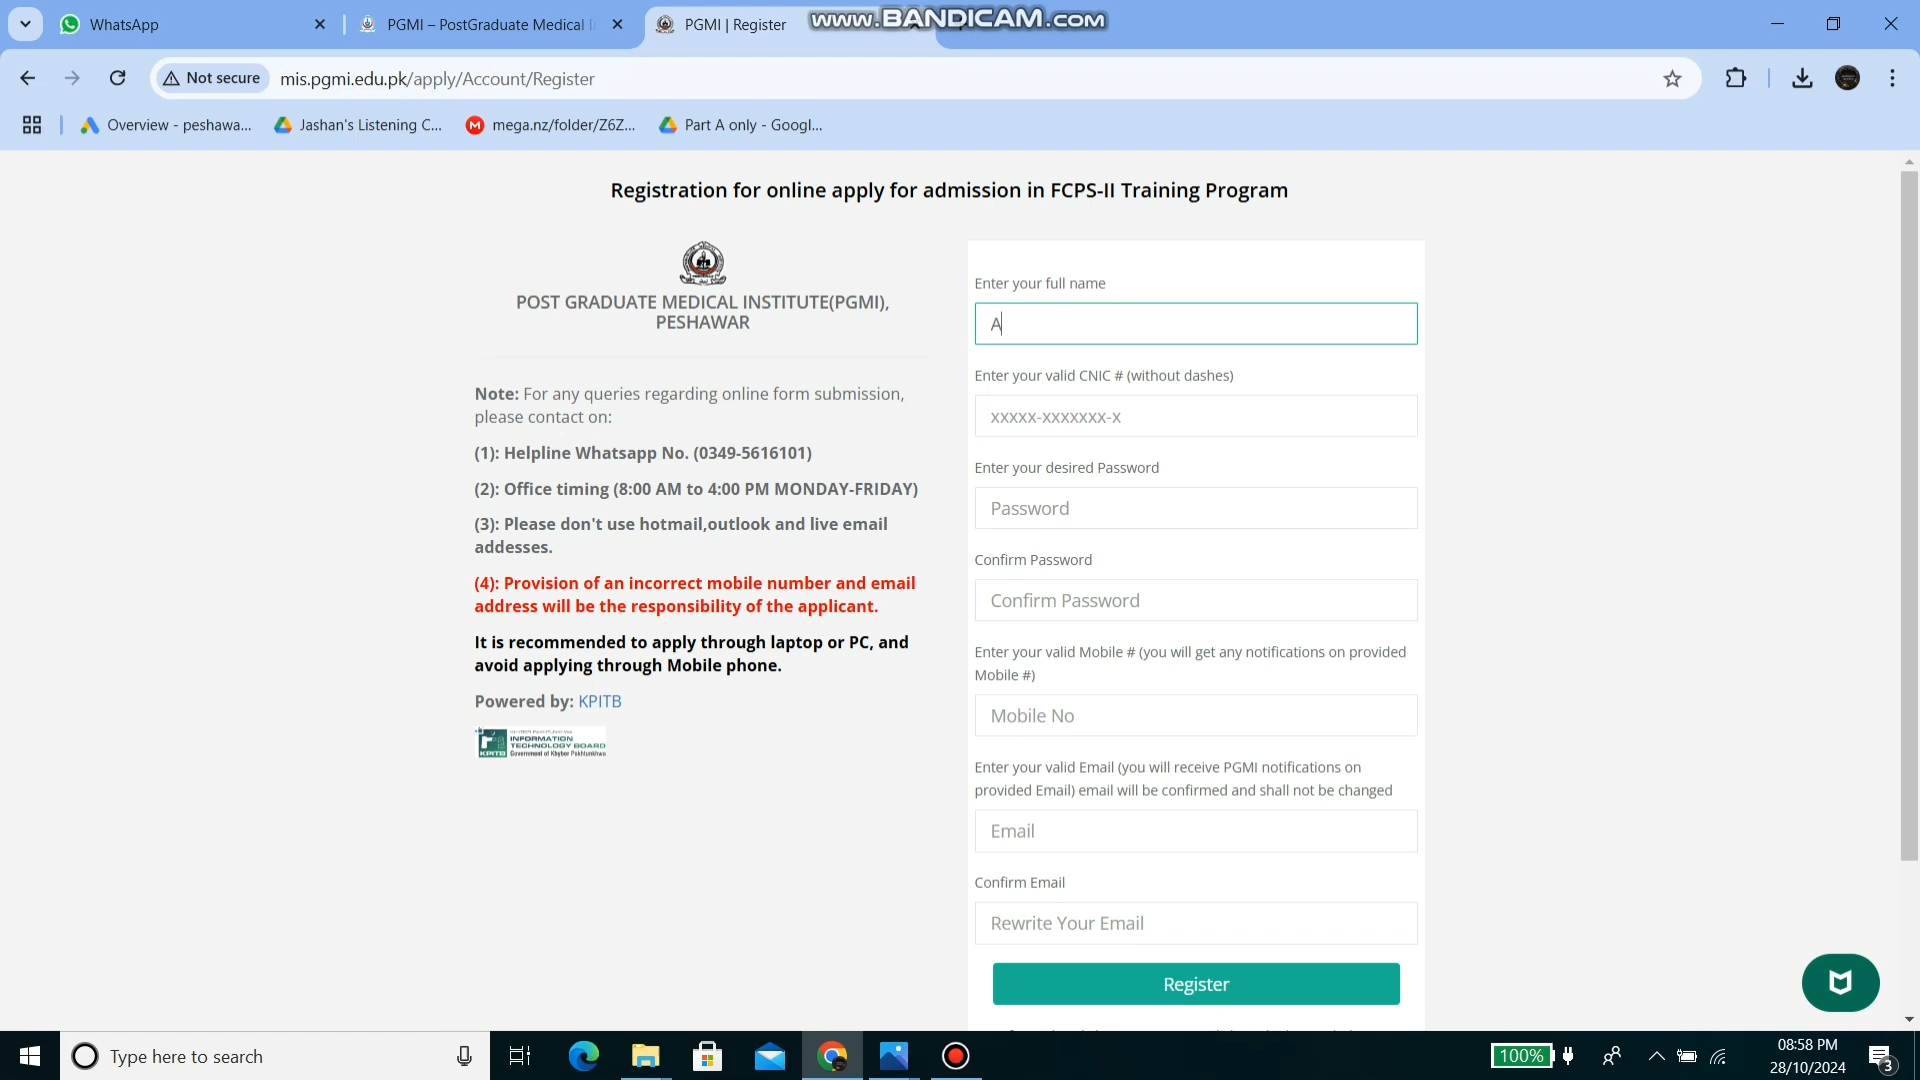 WhatsApp
PGMI – PostGraduate Medical I
PGMI | Register
WWW.BANDICAM.COM
Not secure
mis.pgmi.edu.pk/apply/Account/Register
Overview - peshawa...
Jashan's Listening C...
mega.nz/folder/Z6Z...
Part A only - Googl...
Registration for online apply for admission in FCPS-II Training Program
POST GRADUATE MEDICAL INSTITUTE(PGMI),
PESHAWAR
Note: For any queries regarding online form submission,
please contact on:
(1): Helpline Whatsapp No. (0349-5616101)
(2): Office timing (8:00 AM to 4:00 PM MONDAY-FRIDAY)
(3): Please don't use hotmail,outlook and live email
addesses.
(4): Provision of an incorrect mobile number and email
address will be the responsibility of the applicant.
It is recommended to apply through laptop or PC, and
avoid applying through Mobile phone.
Powered by: KPITB
KPITB
INFORMATION
TECHNOLOGY BOARD
Government of Khyber Pakhtunkhwa
Enter your full name
A
Enter your valid CNIC # (without dashes)
xxxxx-xxxxxxx-x
Enter your desired Password
Password
Confirm Password
Confirm Password
Enter your valid Mobile # (you will get any notifications on provided
Mobile #)
Mobile No
Enter your valid Email (you will receive PGMI notifications on
provided Email) email will be confirmed and shall not be changed
Email
Confirm Email
Rewrite Your Email
Register
Type here to search
100%
08:58 PM
28/10/2024
3